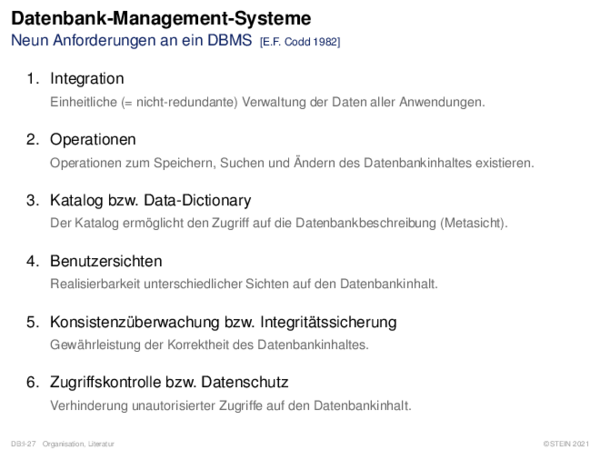 Datenbank-Management-Systeme
Neun Anforderungen an ein DBMS [E.F. Codd 1982]
1. Integration
Einheitliche (= nicht-redundante) Verwaltung der Daten aller Anwendungen.
2. Operationen
Operationen zum Speichern, Suchen und Ändern des Datenbankinhaltes existieren.
3. Katalog bzw. Data-Dictionary
Der Katalog ermöglicht den Zugriff auf die Datenbankbeschreibung (Metasicht).
4. Benutzersichten
Realisierbarkeit unterschiedlicher Sichten auf den Datenbankinhalt.
5. Konsistenzüberwachung bzw. Integritätssicherung
Gewährleistung der Korrektheit des Datenbankinhaltes.
6. Zugriffskontrolle bzw. Datenschutz
Verhinderung unautorisierter Zugriffe auf den Datenbankinhalt.
DB:I-27 Organisation, Literatur ©STEIN 2021